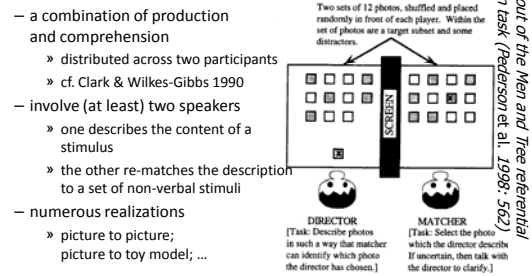 – a combination of production
and comprehension
» distributed across two participants
» cf. Clark & Wilkes-Gibbs 1990
– involve (at least) two speakers
» one describes the content of a
stimulus
» the other re-matches the description
to a set of non-verbal stimuli
– numerous realizations
» picture to picture;
picture to toy model; …
Two sets of 12 photos, shuffled and placed
randomly in front of each player. Within the
set of photos are a target subset and some
distractors.
SCREEN
DIRECTOR
[Task: Describe photos
in such a way that matcher
can identify which photo
the director has chosen.]
MATCHER
[Task: Select the photo
which the director describe
If uncertain, then talk with
the director to clarify.]
out of the Men and Tree referential
task (Pederson et al. 1998: 562)